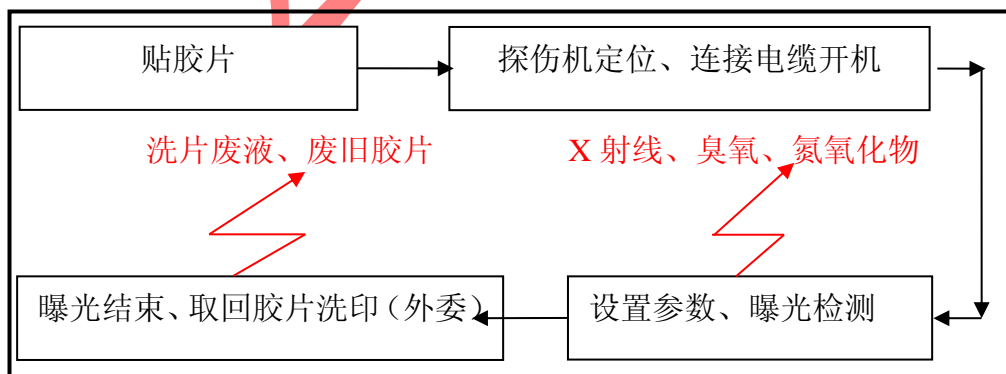 贴胶片
探伤机定位、连接电缆开机
洗片废液、废旧胶片
X 射线、臭氧、氮氧化物
曝光结束、取回胶片洗印（外委）
设置参数、曝光检测